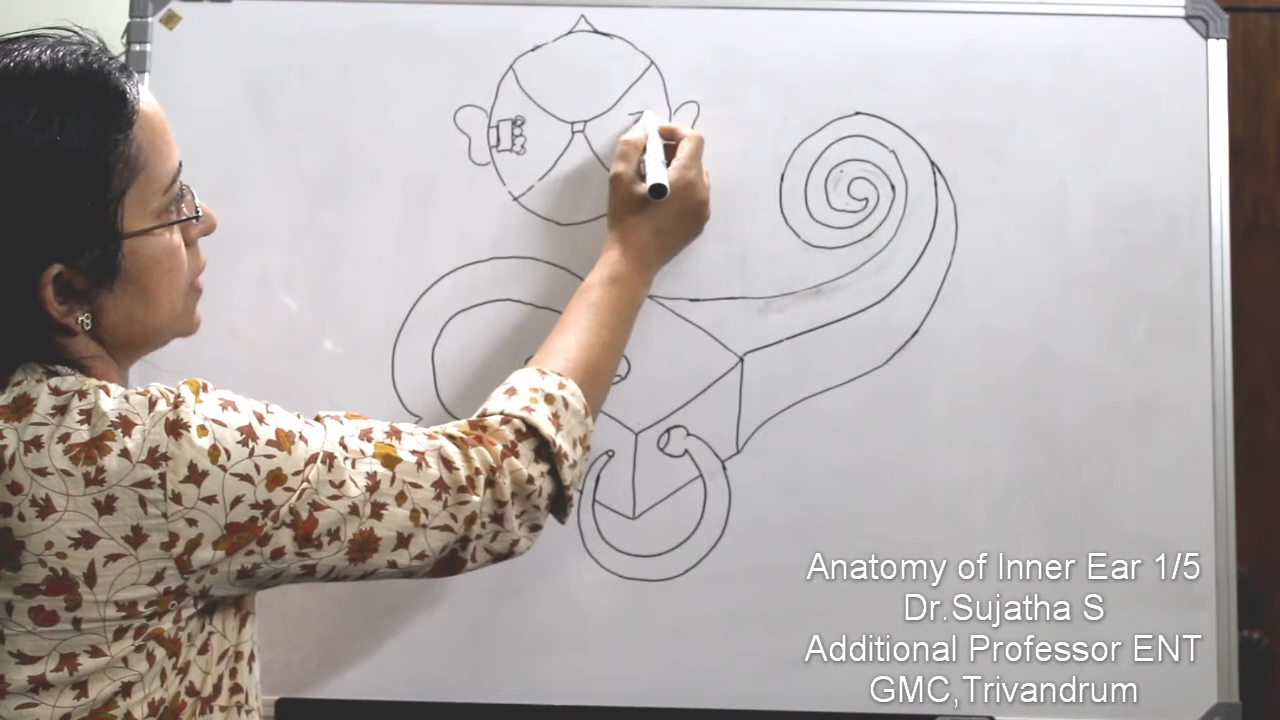 Anatomy of Inner Ear 1/5
Dr.Sujatha S
Additional Professor ENT
GMC,Trivandrum